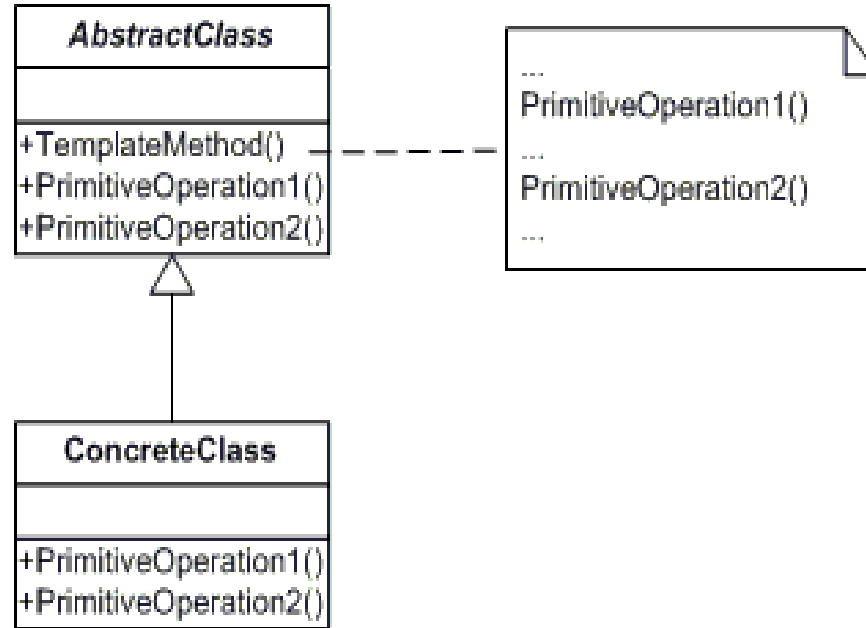 AbstractClass
+TemplateMethod()
+PrimitiveOperation1()
+PrimitiveOperation2()
...
PrimitiveOperation1()
...
PrimitiveOperation2()
...
ConcreteClass
+PrimitiveOperation1()
+PrimitiveOperation2()